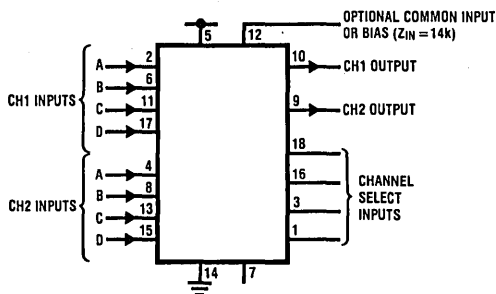 OPTIONAL COMMON INPUT
OR BIAS (ZIN = 14k)
5 12
CH1 INPUTS
A 2
B 6
C 11
D 17
10 CH1 OUTPUT
9 CH2 OUTPUT
CH2 INPUTS
A 4
B 8
C 13
D 15
18
16
3
1
CHANNEL
SELECT
INPUTS
14 7